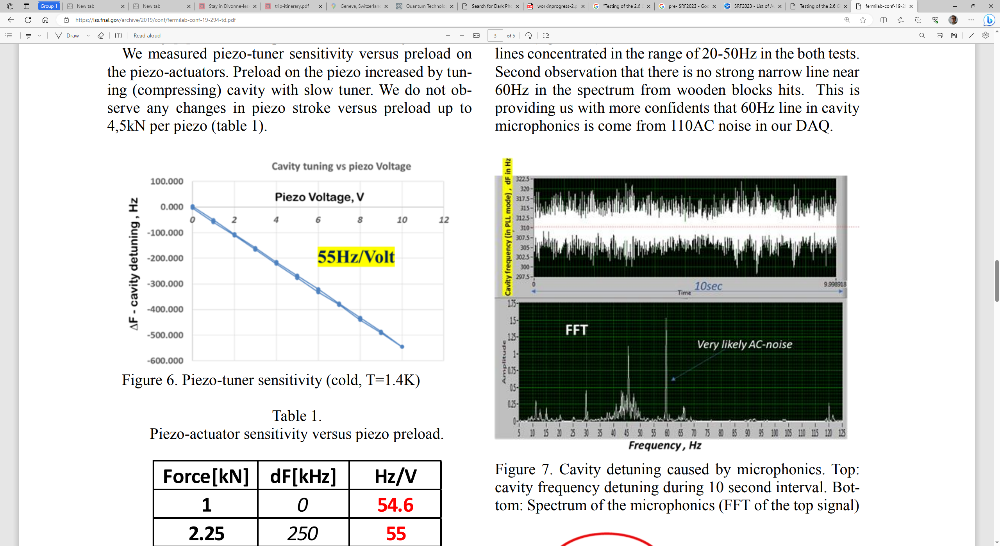 Group 1
New tab
New tab
Stay in Divonne-les
trip-itinerary.pdf
Geneva, Switzerlan
Quantum Technolo
Search for Dark Pho
workinprogress-2.p
"Testing of the 2.6 G
pre- SRF2023 - Goo
SRF2023 - List of Au
Testing of the 2.6 G
fermilab-conf-19-29
https://lss.fnal.gov/archive/2019/conf/fermilab-conf-19-294-td.pdf
Draw
Read aloud
3
of 5
We measured piezo-tuner sensitivity versus preload on
the piezo-actuators. Preload on the piezo increased by tun-
ing (compressing) cavity with slow tuner. We do not ob-
serve any changes in piezo stroke versus preload up to
4,5kN per piezo (table 1).
Cavity tuning vs piezo Voltage
Piezo Voltage, V
ΔF - cavity detuning , Hz
100.000
0.000
-100.000
-200.000
-300.000
-400.000
-500.000
-600.000
0 2 4 6 8 10 12
55Hz/Volt
Figure 6. Piezo-tuner sensitivity (cold, T=1.4K)
Table 1.
Piezo-actuator sensitivity versus piezo preload.
Force[kN] dF[kHz] Hz/V
1 0 54.6
2.25 250 55
lines concentrated in the range of 20-50Hz in the both tests.
Second observation that there is no strong narrow line near
60Hz in the spectrum from wooden blocks hits. This is
providing us with more confidents that 60Hz line in cavity
microphonics is come from 110AC noise in our DAQ.
Cavity frequency (in PLL mode) , dF in Hz
322.5
320
317.5
315
312.5
310
307.5
305
302.5
300
297.5
0 10sec 9.998918
Time
Amplitude
1.75
1.5
1.25
1
0.75
0.5
0.25
0
FFT
Very likely AC-noise
5 10 15 20 25 30 35 40 45 50 55 60 65 70 75 80 85 90 95 100 105 110 115 120 125
Frequency , Hz
Figure 7. Cavity detuning caused by microphonics. Top:
cavity frequency detuning during 10 second interval. Bot-
tom: Spectrum of the microphonics (FFT of the top signal)